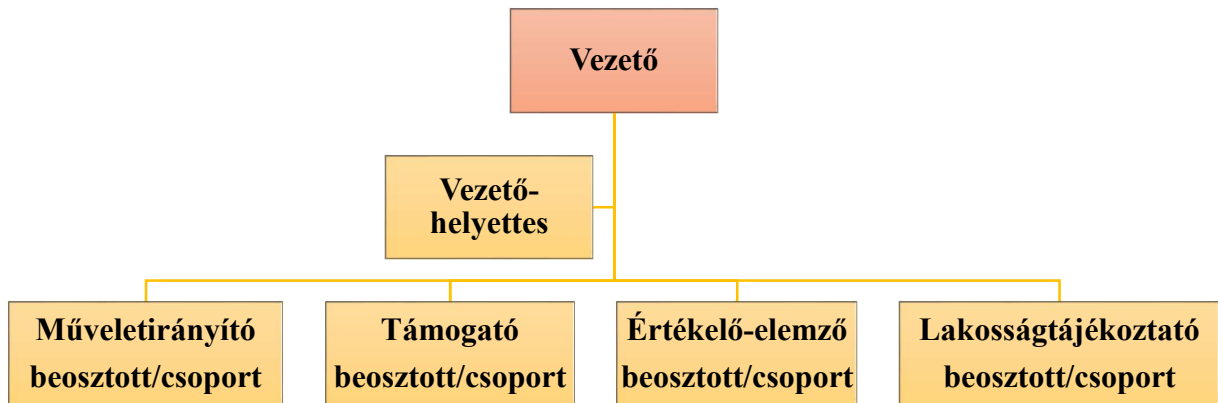 Vezető
Vezető-
helyettes
Műveletirányító
beosztott/csoport
Támogató
beosztott/csoport
Értékelő-elemző
beosztott/csoport
Lakosságtájékoztató
beosztott/csoport